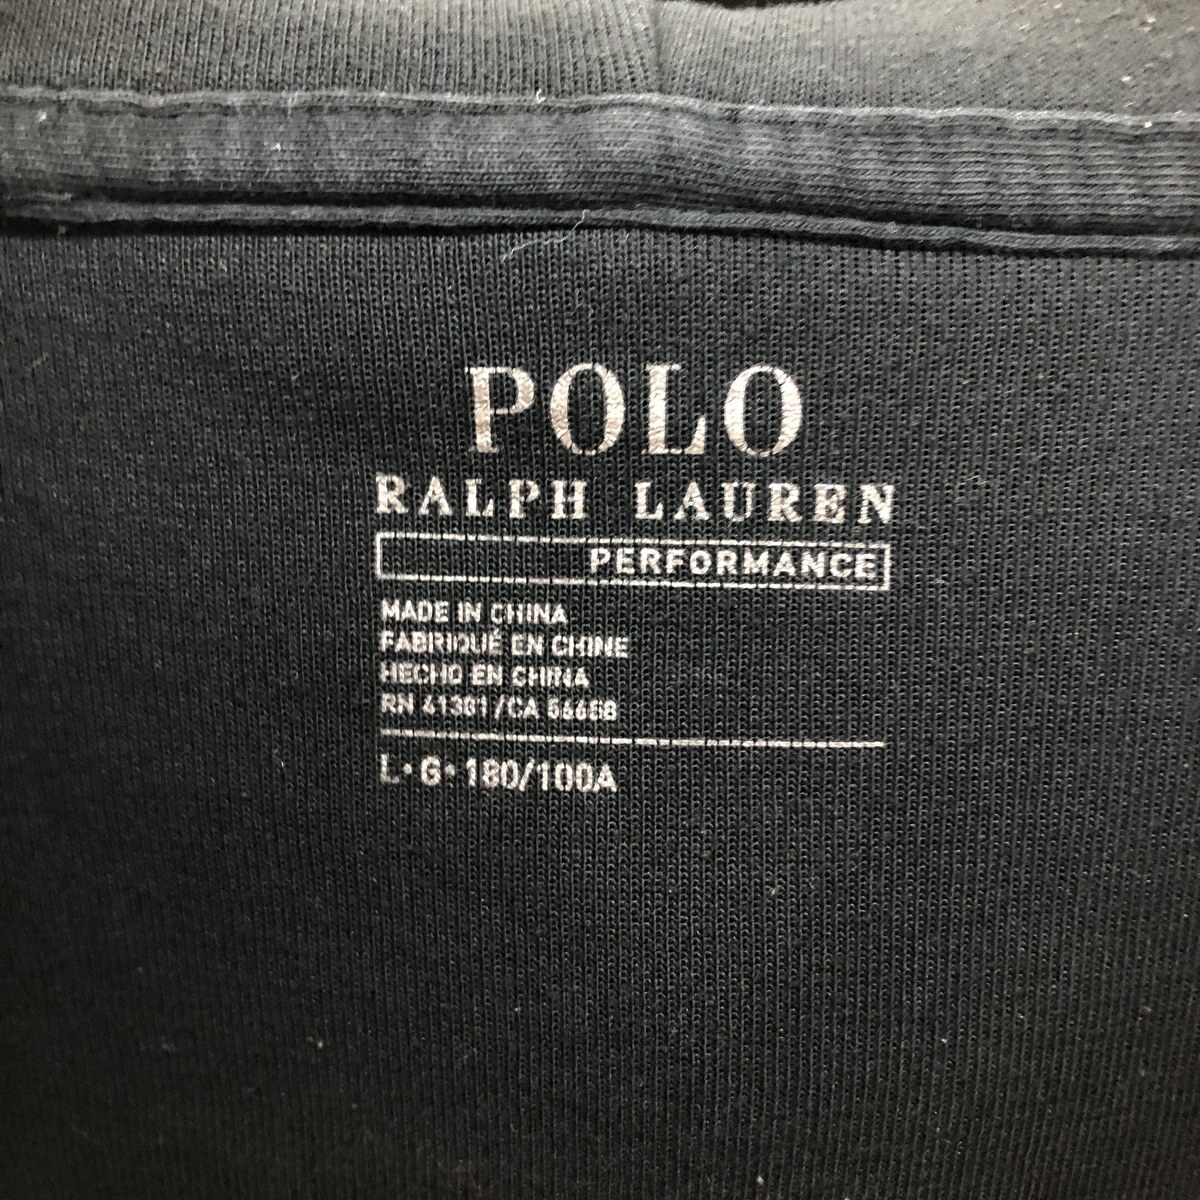 POLO
RALPH LAUREN
PERFORMANCE
MADE IN CHINA
FABRIQUÉ EN CHINE
HECHO EN CHINA
RN 41381/CA 56658
L•G•180/100A